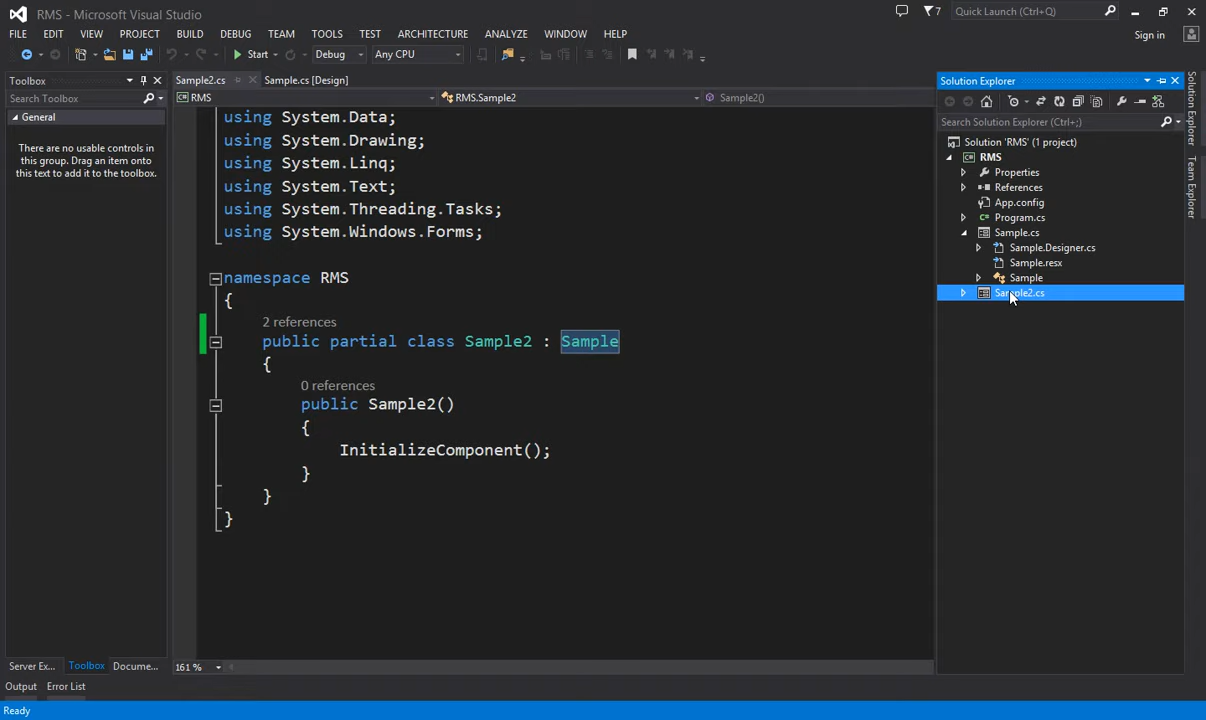 RMS - Microsoft Visual Studio
7
Quick Launch (Ctrl+Q)
FILE EDIT VIEW PROJECT BUILD DEBUG TEAM TOOLS TEST ARCHITECTURE ANALYZE WINDOW HELP
Sign in
Start Debug Any CPU
Toolbox
Search Toolbox
General
There are no usable controls in
this group. Drag an item onto
this text to add it to the toolbox.
Server Ex... Toolbox Docume...
Sample2.cs Sample.cs [Design]
RMS RMS.Sample2 Sample2()
using System.Data;
using System.Drawing;
using System.Linq;
using System.Text;
using System.Threading.Tasks;
using System.Windows.Forms;
namespace RMS
{
2 references
public partial class Sample2 : Sample
{
0 references
public Sample2()
{
InitializeComponent();
}
}
}
161 %
Solution Explorer
Search Solution Explorer (Ctrl+;)
Solution 'RMS' (1 project)
RMS
Properties
References
App.config
Program.cs
Sample.cs
Sample.Designer.cs
Sample.resx
Sample
Sample2.cs
Solution Explorer
Team Explorer
Output Error List
Ready